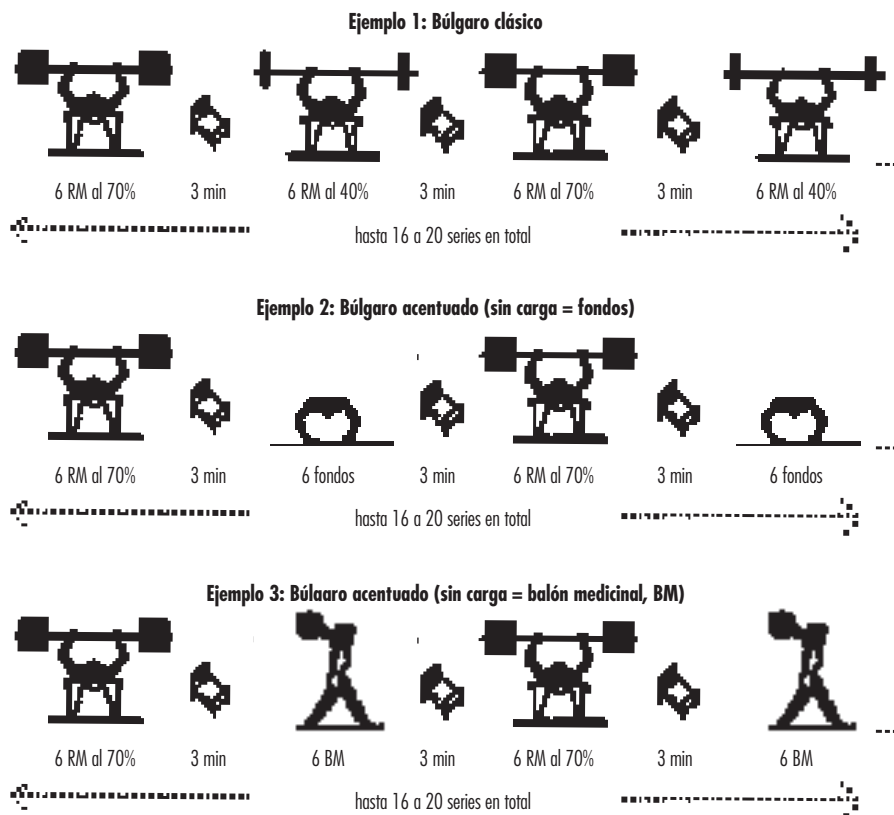 Ejemplo 1: Búlgaro clásico
6 RM al 70% 3 min 6 RM al 40% 3 min 6 RM al 70% 3 min 6 RM al 40%
hasta 16 a 20 series en total
Ejemplo 2: Búlgaro acentuado (sin carga = fondos)
6 RM al 70% 3 min 6 fondos 3 min 6 RM al 70% 3 min 6 fondos
hasta 16 a 20 series en total
Ejemplo 3: Búlaaro acentuado (sin carga = balón medicinal, BM)
6 RM al 70% 3 min 6 BM 3 min 6 RM al 70% 3 min 6 BM
hasta 16 a 20 series en total